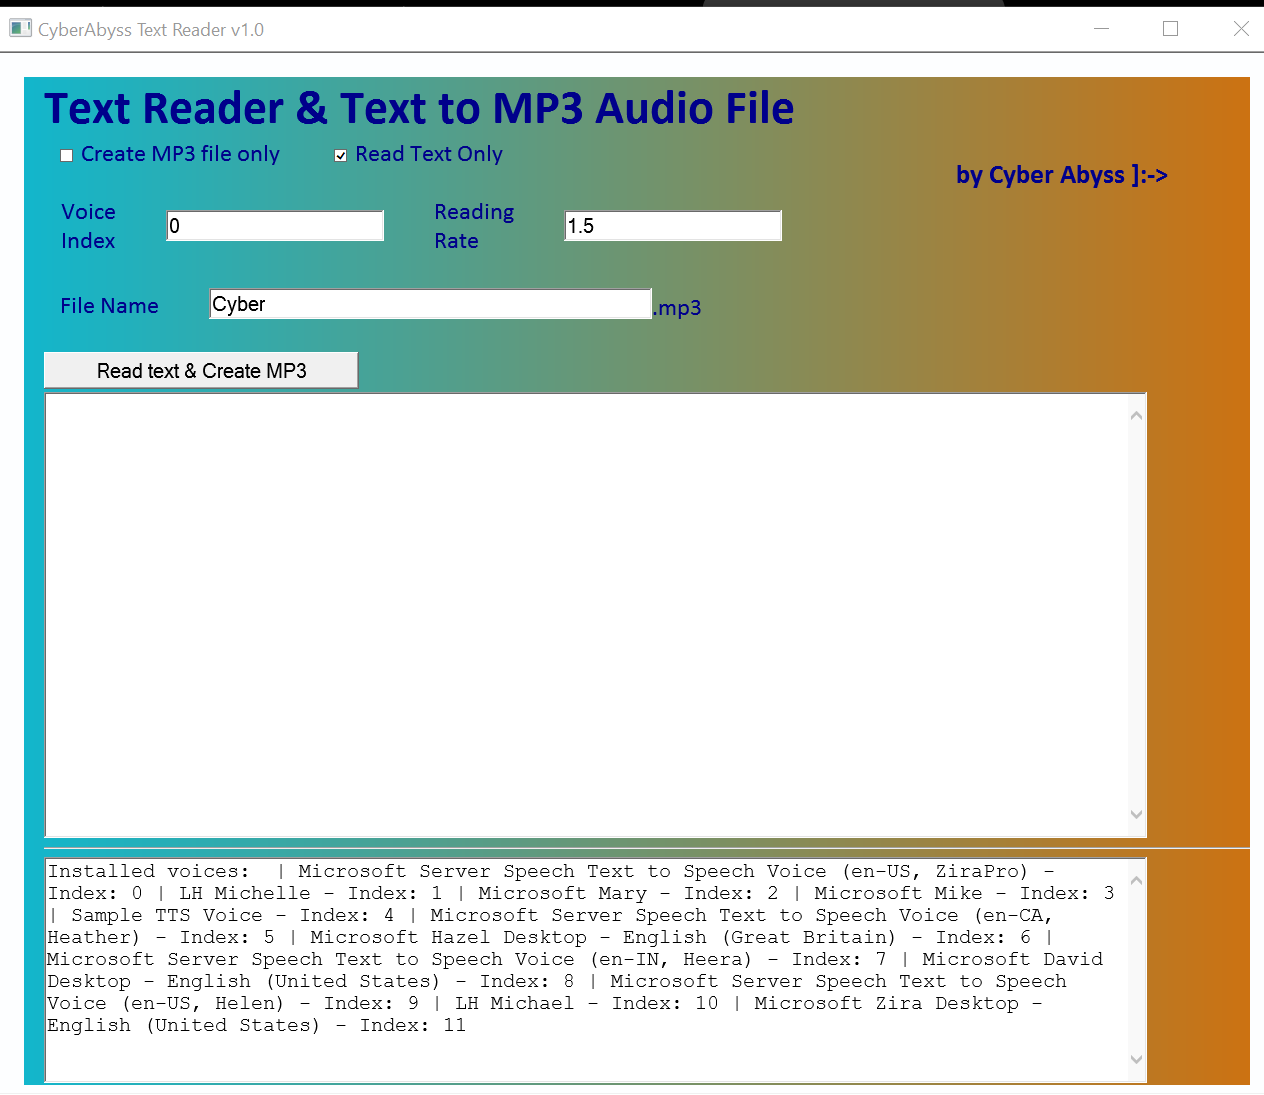 CyberAbyss Text Reader v1.0
Text Reader & Text to MP3 Audio File
Create MP3 file only
Read Text Only
by Cyber Abyss ]:->
Voice
Index
0
Reading
Rate
1.5
File Name
Cyber
.mp3
Read text & Create MP3
Installed voices:  | Microsoft Server Speech Text to Speech Voice (en-US, ZiraPro) -
Index: 0 | LH Michelle - Index: 1 | Microsoft Mary - Index: 2 | Microsoft Mike - Index: 3
| Sample TTS Voice - Index: 4 | Microsoft Server Speech Text to Speech Voice (en-CA,
Heather) - Index: 5 | Microsoft Hazel Desktop - English (Great Britain) - Index: 6 |
Microsoft Server Speech Text to Speech Voice (en-IN, Heera) - Index: 7 | Microsoft David
Desktop - English (United States) - Index: 8 | Microsoft Server Speech Text to Speech
Voice (en-US, Helen) - Index: 9 | LH Michael - Index: 10 | Microsoft Zira Desktop -
English (United States) - Index: 11